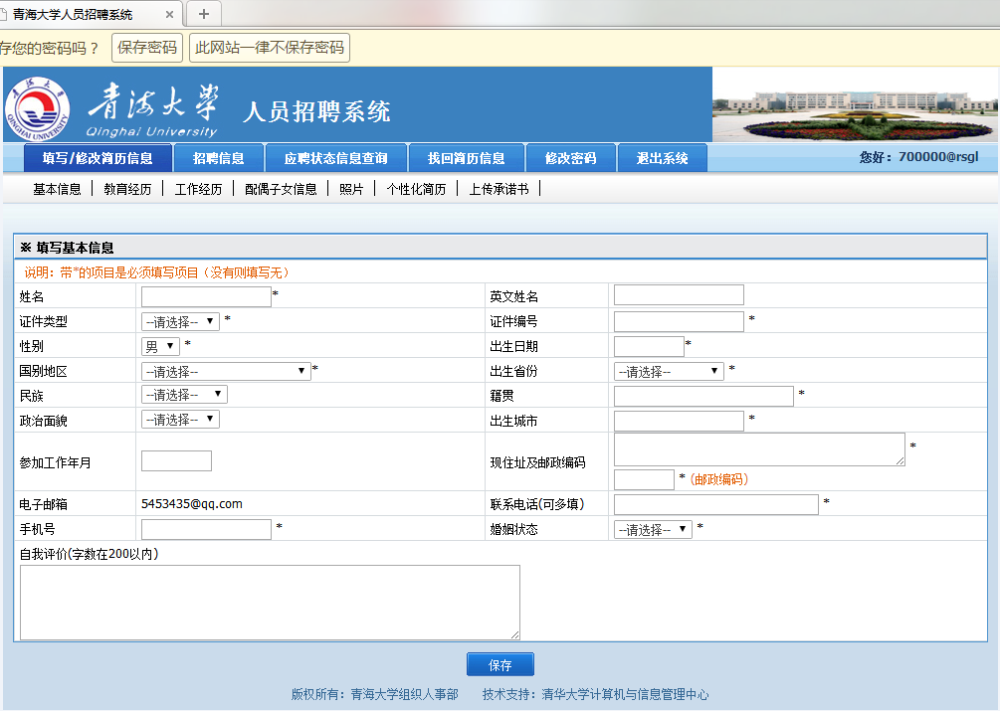 青海大学人员招聘系统 × +
存您的密码吗？ 保存密码 此网站一律不保存密码
青海大学 人员招聘系统
Qinghai University
QINGHAI UNIVERSITY
填写/修改简历信息 招聘信息 应聘状态信息查询 找回简历信息 修改密码 退出系统 您好：700000@rsgl
基本信息 教育经历 工作经历 配偶子女信息 照片 个性化简历 上传承诺书
※ 填写基本信息
说明：带*的项目是必须填写项目（没有则填写无）
姓名 * 英文姓名
证件类型 --请选择-- * 证件编号 *
性别 男 * 出生日期 *
国别地区 --请选择-- * 出生省份 --请选择-- *
民族 --请选择-- 籍贯 *
政治面貌 --请选择-- 出生城市 *
参加工作年月 现住址及邮政编码 *
* (邮政编码)
电子邮箱 5453435@qq.com 联系电话(可多填) *
手机号 * 婚姻状态 --请选择-- *
自我评价(字数在200以内)
保存
版权所有：青海大学组织人事部 技术支持：清华大学计算机与信息管理中心